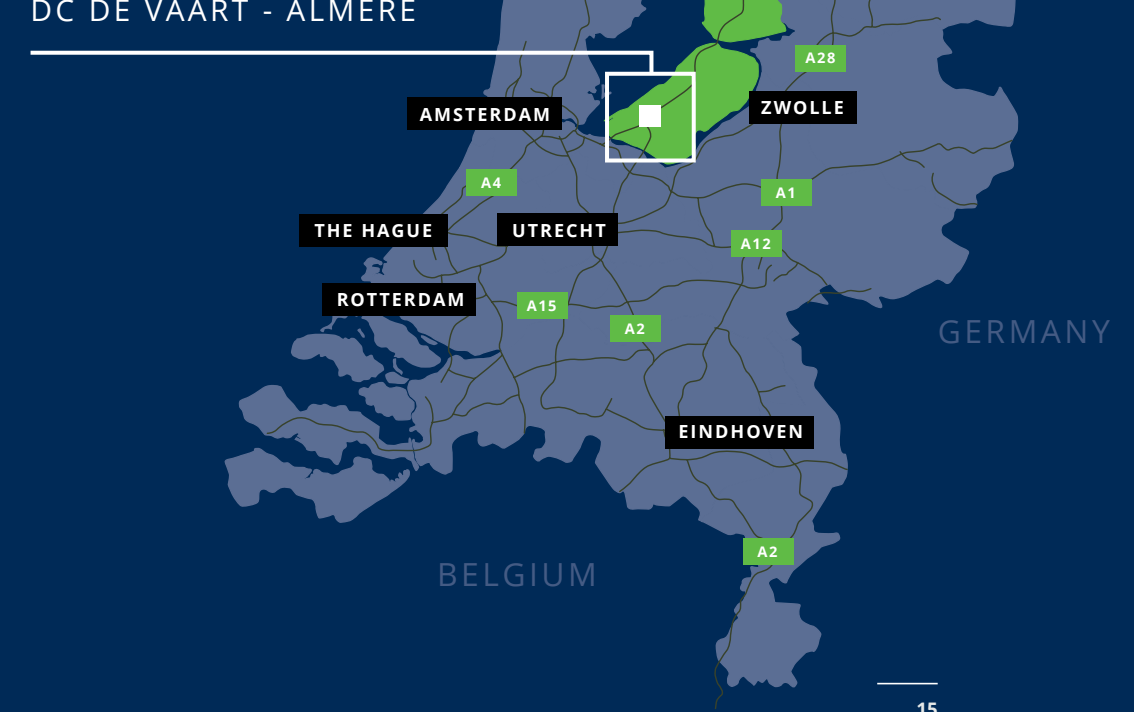 DC DE VAART - ALMERE
A28
AMSTERDAM
ZWOLLE
A4
A1
THE HAGUE
UTRECHT
A12
ROTTERDAM
A15
A2
GERMANY
EINDHOVEN
A2
BELGIUM
15